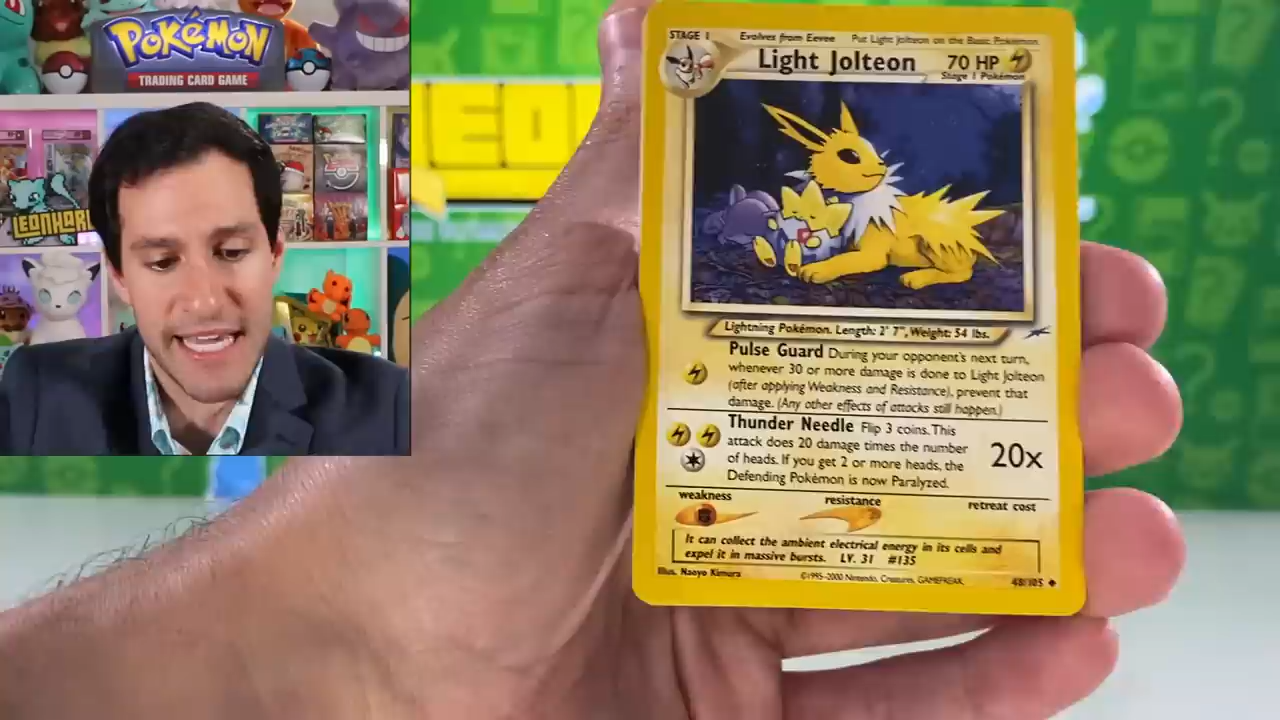 POKÉMON
TRADING CARD GAME
LEONHAR
EO
STAGE 1 Evolves from Eevee Put Light Jolteon on the Basic Pokémon
Light Jolteon 70 HP
Stage 1 Pokémon
Lightning Pokémon. Length: 2' 7", Weight: 54 lbs.
Pulse Guard During your opponent's next turn,
whenever 30 or more damage is done to Light Jolteon
(after applying Weakness and Resistance), prevent that
damage. (Any other effects of attacks still happen.)
Thunder Needle Flip 3 coins. This
attack does 20 damage times the number
of heads. If you get 2 or more heads, the
Defending Pokémon is now Paralyzed.
20x
weakness resistance retreat cost
It can collect the ambient electrical energy in its cells and
expel it in massive bursts. LV. 31 #135
Illus. Naoyo Kimura ©1995-2000 Nintendo, Creatures, GAMEFREAK. 48/105